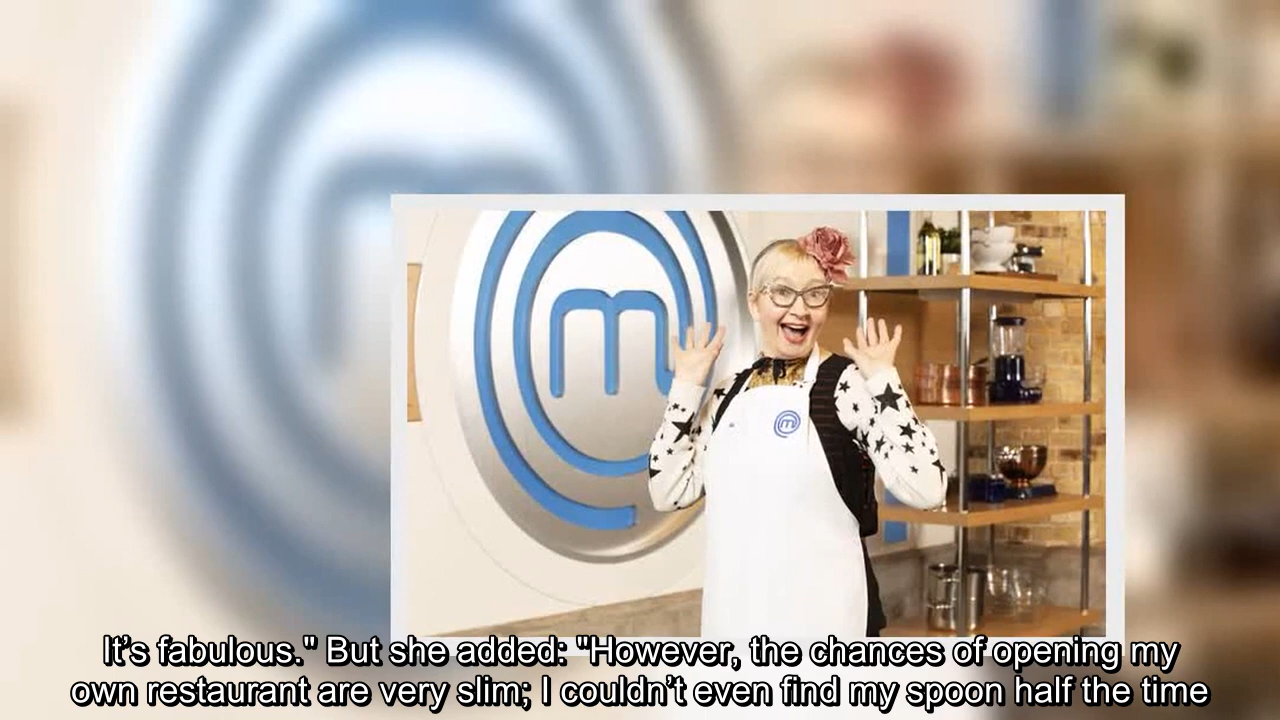 m
m
It’s fabulous." But she added: "However, the chances of opening my
own restaurant are very slim; I couldn’t even find my spoon half the time